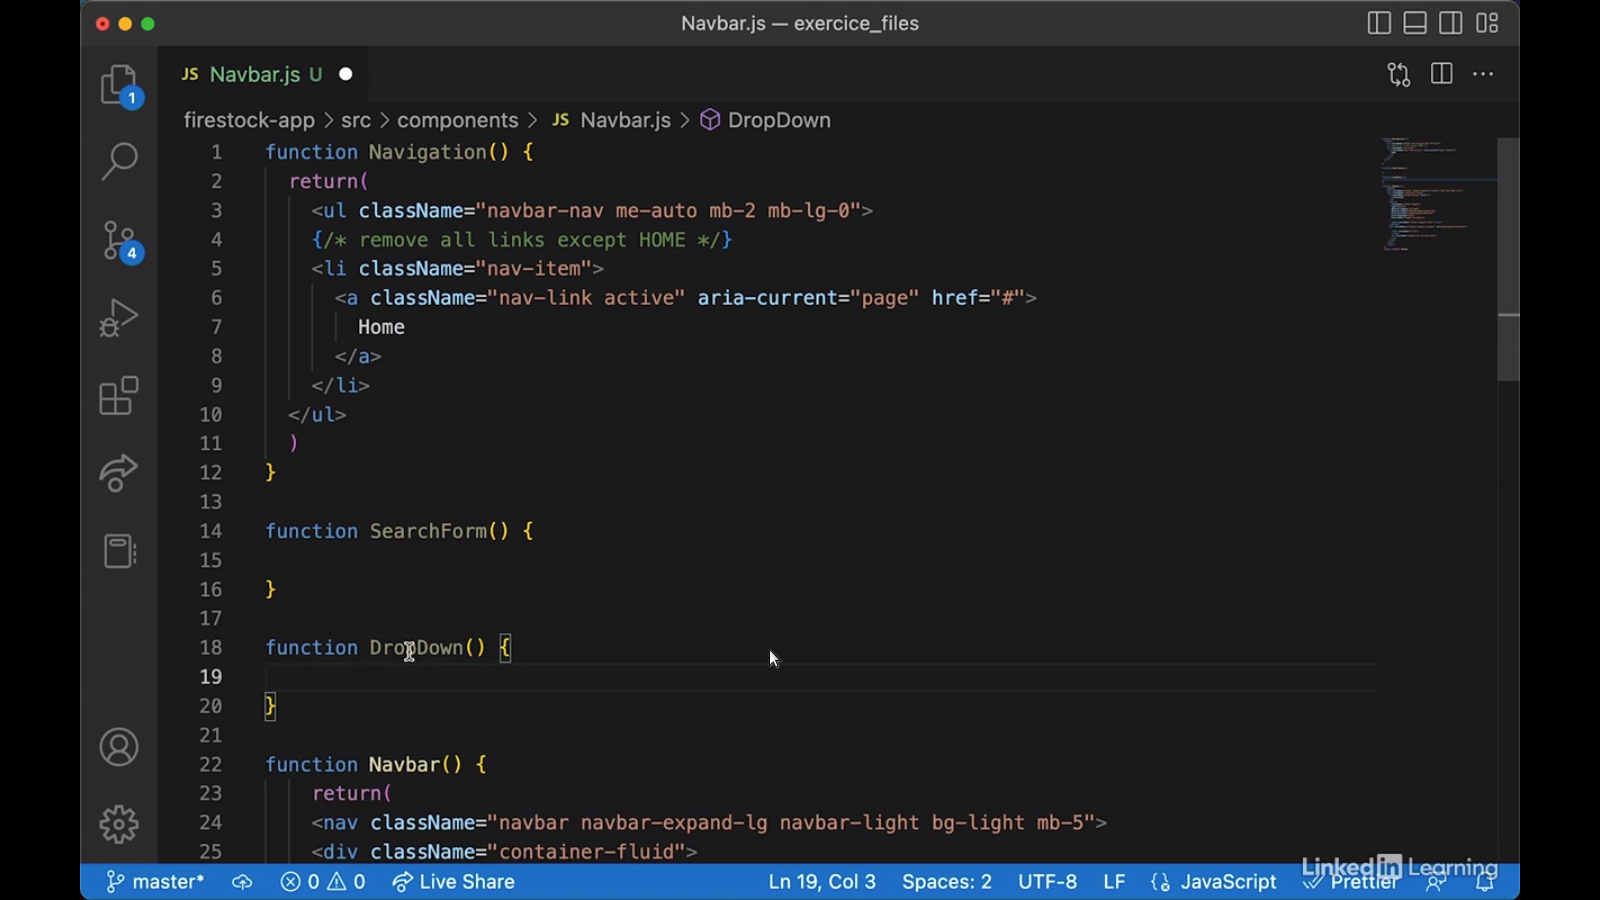 Navbar.js — exercice_files
JS Navbar.js U
1
firestock-app > src > components > JS Navbar.js > DropDown
1 function Navigation() {
2 return(
3 <ul className="navbar-nav me-auto mb-2 mb-lg-0">
4 {/* remove all links except HOME */}
5 <li className="nav-item">
6 <a className="nav-link active" aria-current="page" href="#">
7 Home
8 </a>
9 </li>
10 </ul>
11 )
12 }
13
14 function SearchForm() {
15
16 }
17
18 function DropDown() {
19
20 }
21
22 function Navbar() {
23 return(
24 <nav className="navbar navbar-expand-lg navbar-light bg-light mb-5">
25 <div className="container-fluid">
4
LinkedIn Learning
master* 0 0 Live Share Ln 19, Col 3 Spaces: 2 UTF-8 LF {} JavaScript Prettier